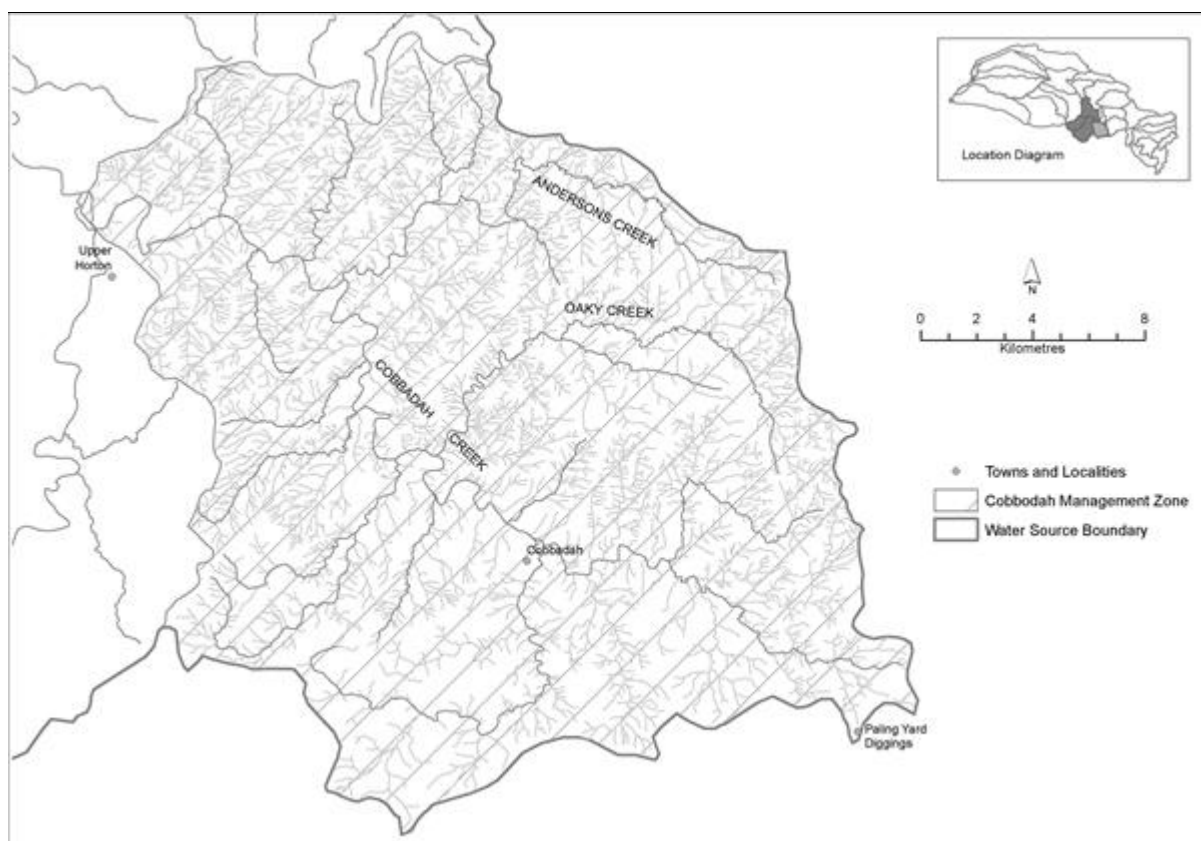 Location Diagram
ANDERSONS CREEK
Upper
Horton
OAKY CREEK
N
0 2 4 8
Kilometres
COBBADAH
CREEK
Towns and Localities
Cobbodah Management Zone
Water Source Boundary
Cobbadah
Paling Yard
Diggings